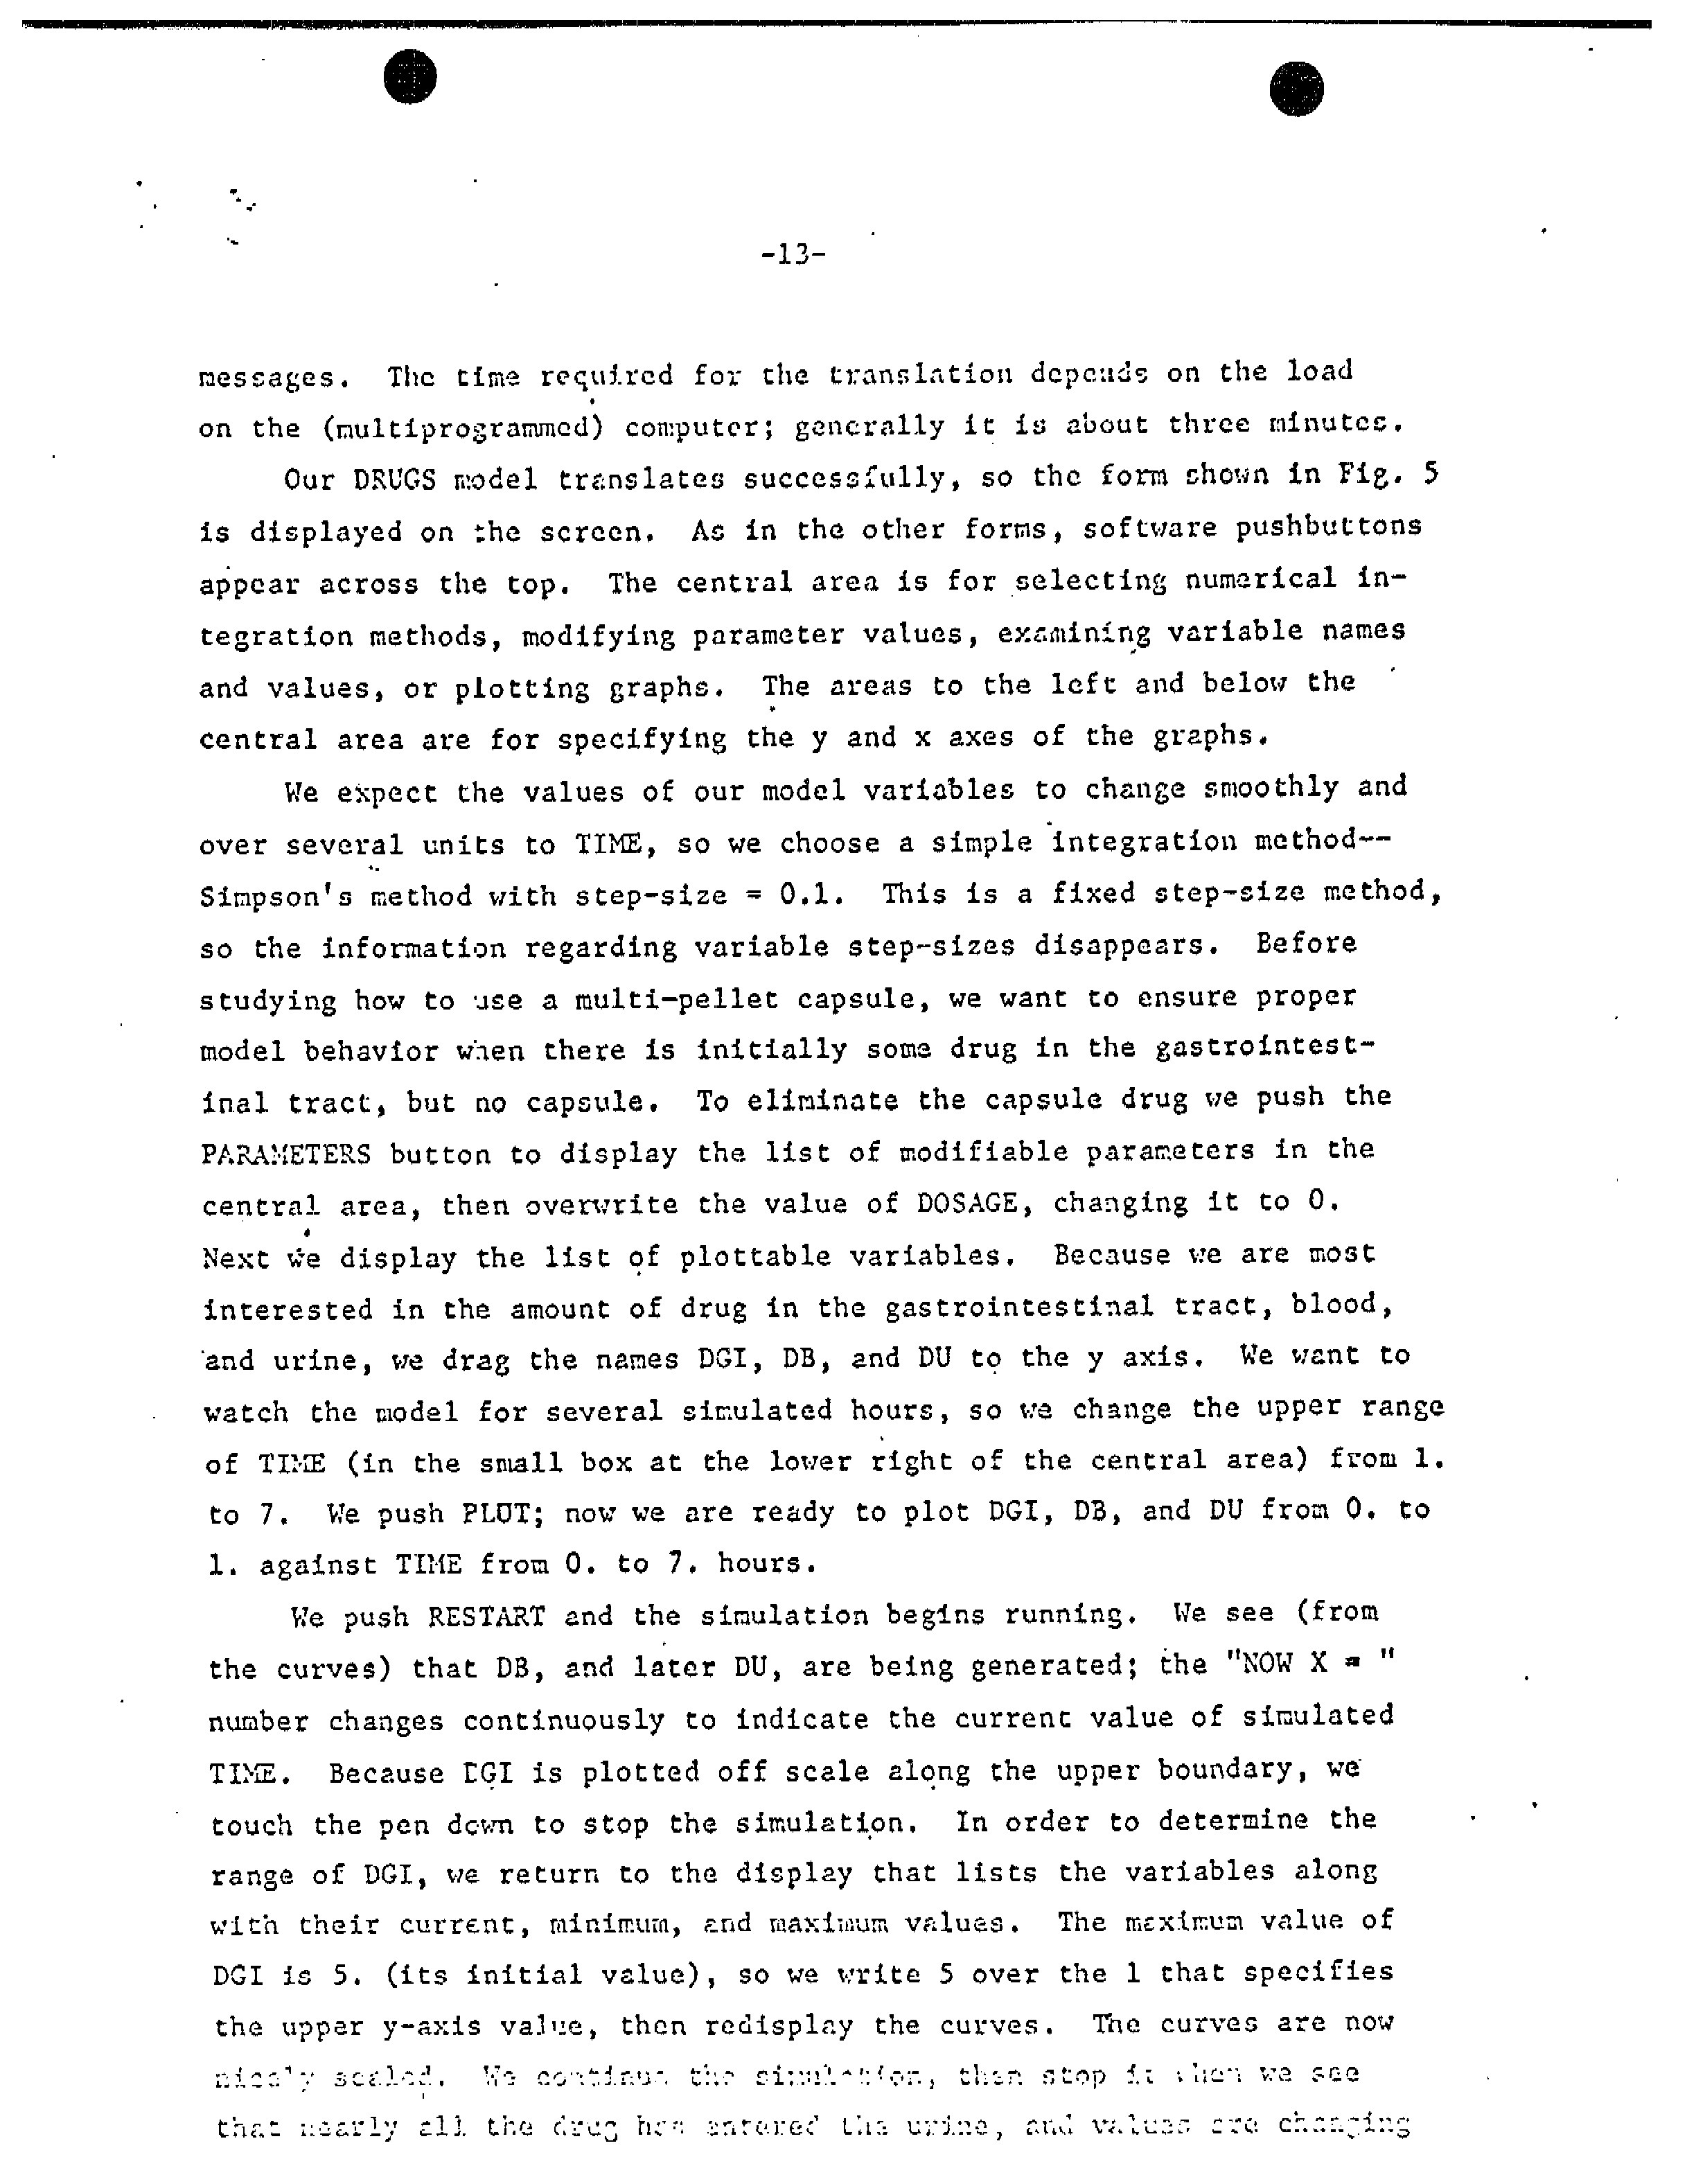 -13-
messages. The time required for the translation depends on the load
on the (multiprogrammed) computer; generally it is about three minutes.
Our DRUGS model translates successfully, so the form shown in Fig. 5
is displayed on the screen. As in the other forms, software pushbuttons
appear across the top. The central area is for selecting numerical in-
tegration methods, modifying parameter values, examining variable names
and values, or plotting graphs. The areas to the left and below the
central area are for specifying the y and x axes of the graphs.
We expect the values of our model variables to change smoothly and
over several units to TIME, so we choose a simple integration method--
Simpson's method with step-size = 0.1. This is a fixed step-size method,
so the information regarding variable step-sizes disappears. Before
studying how to use a multi-pellet capsule, we want to ensure proper
model behavior when there is initially some drug in the gastrointest-
inal tract, but no capsule. To eliminate the capsule drug we push the
PARAMETERS button to display the list of modifiable parameters in the
central area, then overwrite the value of DOSAGE, changing it to 0.
Next we display the list of plottable variables. Because we are most
interested in the amount of drug in the gastrointestinal tract, blood,
and urine, we drag the names DGI, DB, and DU to the y axis. We want to
watch the model for several simulated hours, so we change the upper range
of TIME (in the small box at the lower right of the central area) from 1.
to 7. We push PLOT; now we are ready to plot DGI, DB, and DU from 0. to
1. against TIME from 0. to 7. hours.
We push RESTART and the simulation begins running. We see (from
the curves) that DB, and later DU, are being generated; the "NOW X = "
number changes continuously to indicate the current value of simulated
TIME. Because DGI is plotted off scale along the upper boundary, we
touch the pen down to stop the simulation. In order to determine the
range of DGI, we return to the display that lists the variables along
with their current, minimum, and maximum values. The maximum value of
DGI is 5. (its initial value), so we write 5 over the 1 that specifies
the upper y-axis value, then redisplay the curves. The curves are now
nicely scaled. We continue the simulation, then stop it when we see
that nearly all the drug has entered the urine, and values are changing